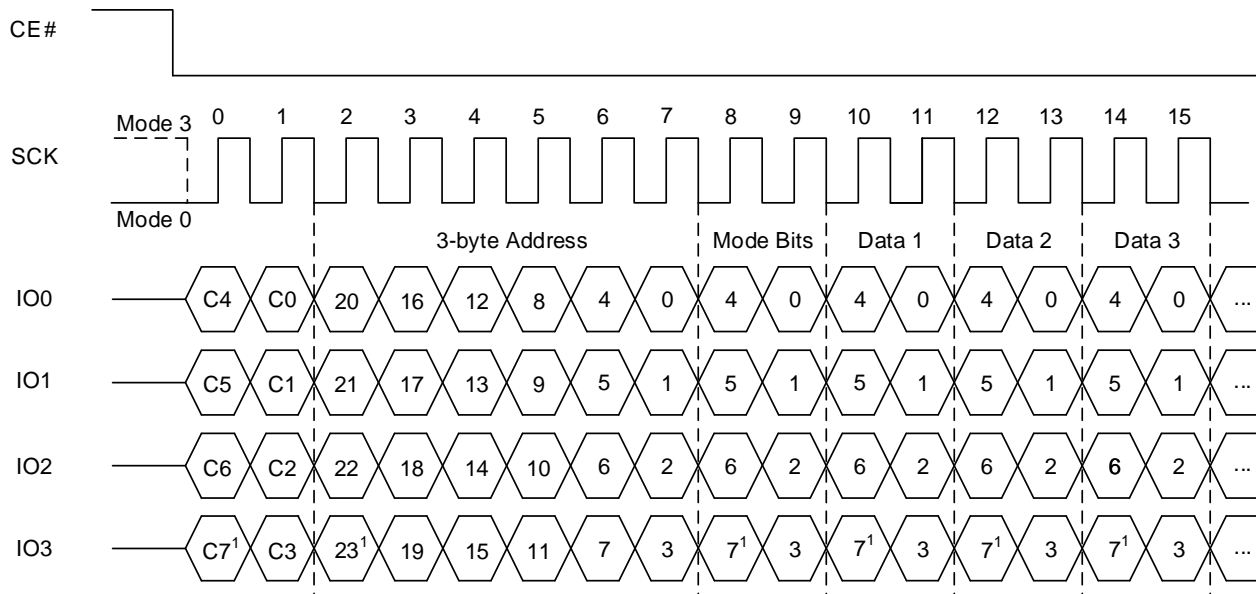 CE#
0 1 2 3 4 5 6 7 8 9 10 11 12 13 14 15
Mode 3
SCK
Mode 0
3-byte Address Mode Bits Data 1 Data 2 Data 3
IO0 C4 C0 20 16 12 8 4 0 4 0 4 0 4 0 4 0 ...
IO1 C5 C1 21 17 13 9 5 1 5 1 5 1 5 1 5 1 ...
IO2 C6 C2 22 18 14 10 6 2 6 2 6 2 6 2 6 2 ...
IO3 C7¹ C3 23¹ 19 15 11 7 3 7¹ 3 7¹ 3 7¹ 3 7¹ 3 ...